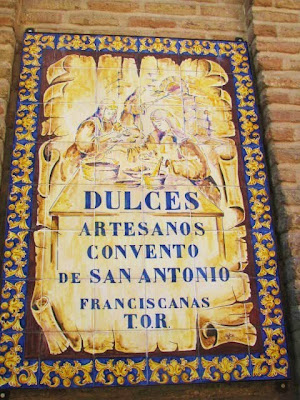 DULCES
ARTESANOS
CONVENTO
DE SAN ANTONIO
FRANCISCANAS
T.O.R.